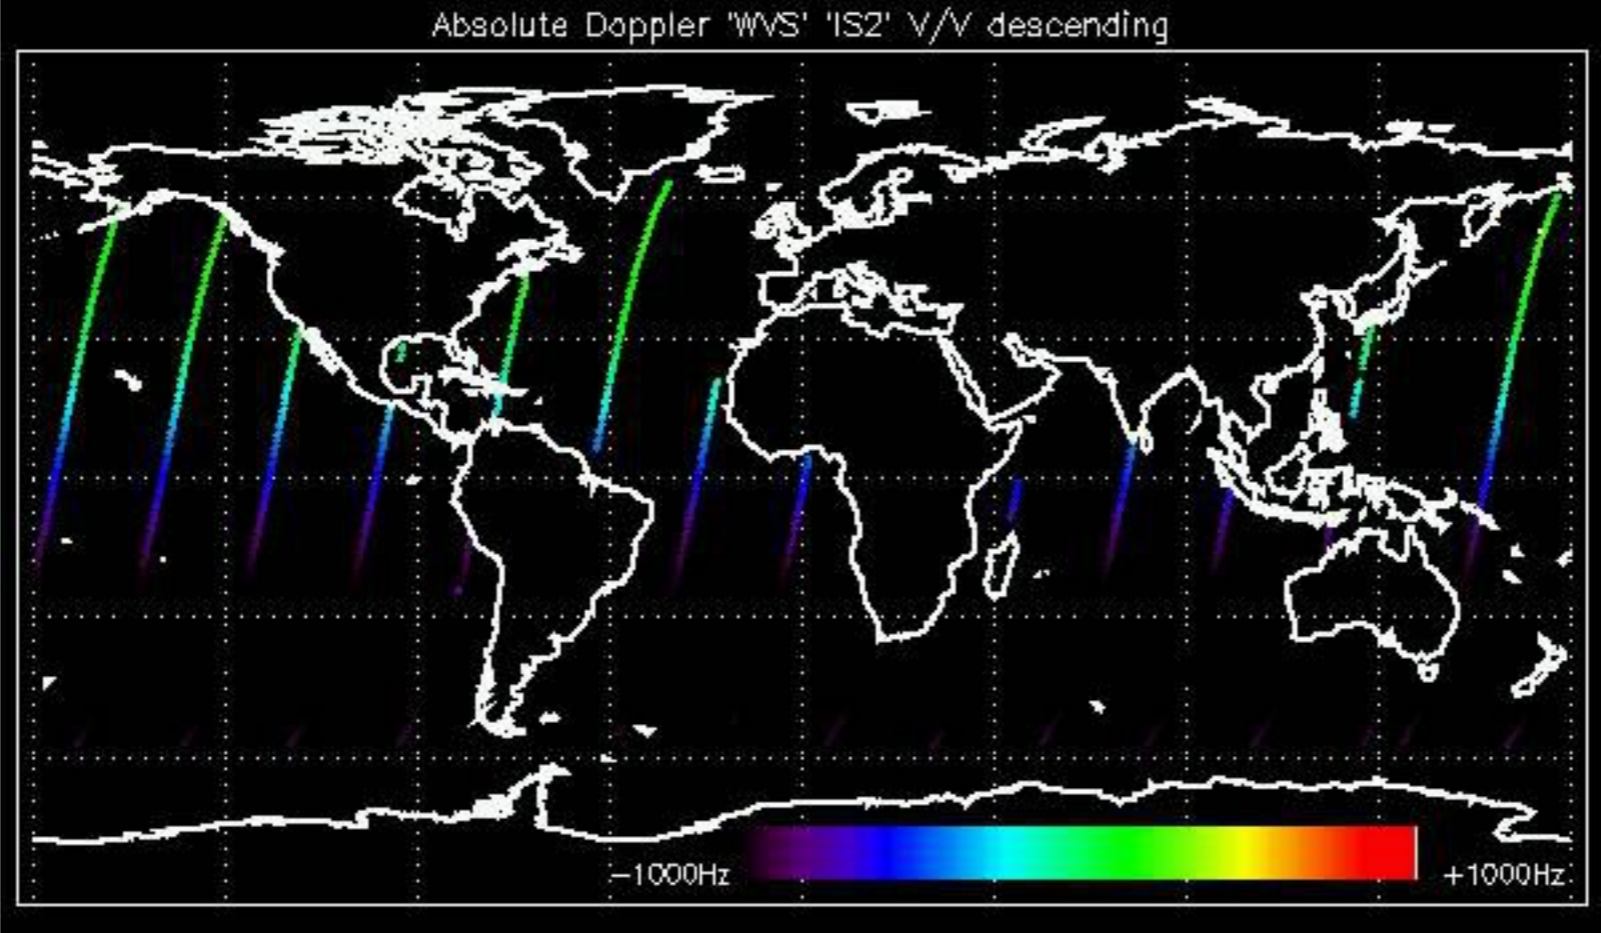 Absolute Doppler 'WVS' 'IS2' V/V descending
-1000Hz
+1000Hz